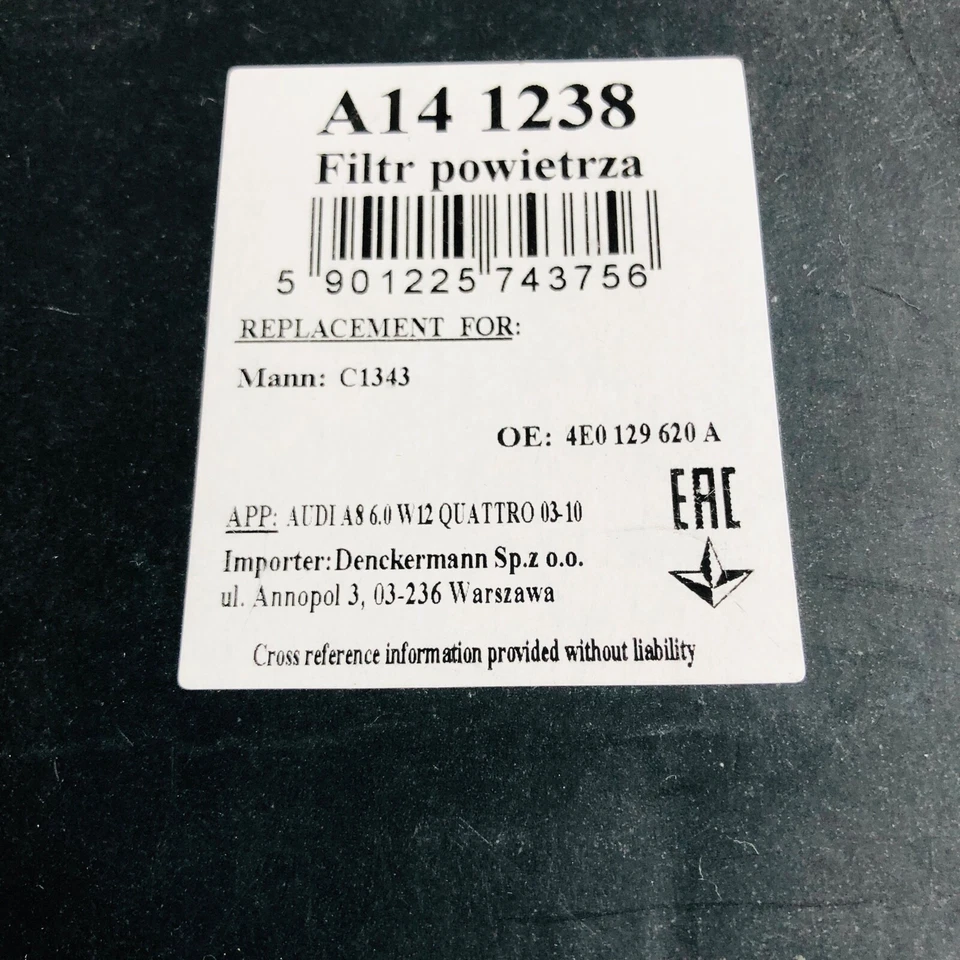 A14 1238
Filtr powietrza
5 901225 743756
REPLACEMENT FOR:
Mann: C1343
OE: 4E0 129 620 A
EAC
APP: AUDI A8 6.0 W12 QUATTRO 03-10
Importer: Denckermann Sp.z o.o.
ul. Annopol 3, 03-236 Warszawa
Cross reference information provided without liability